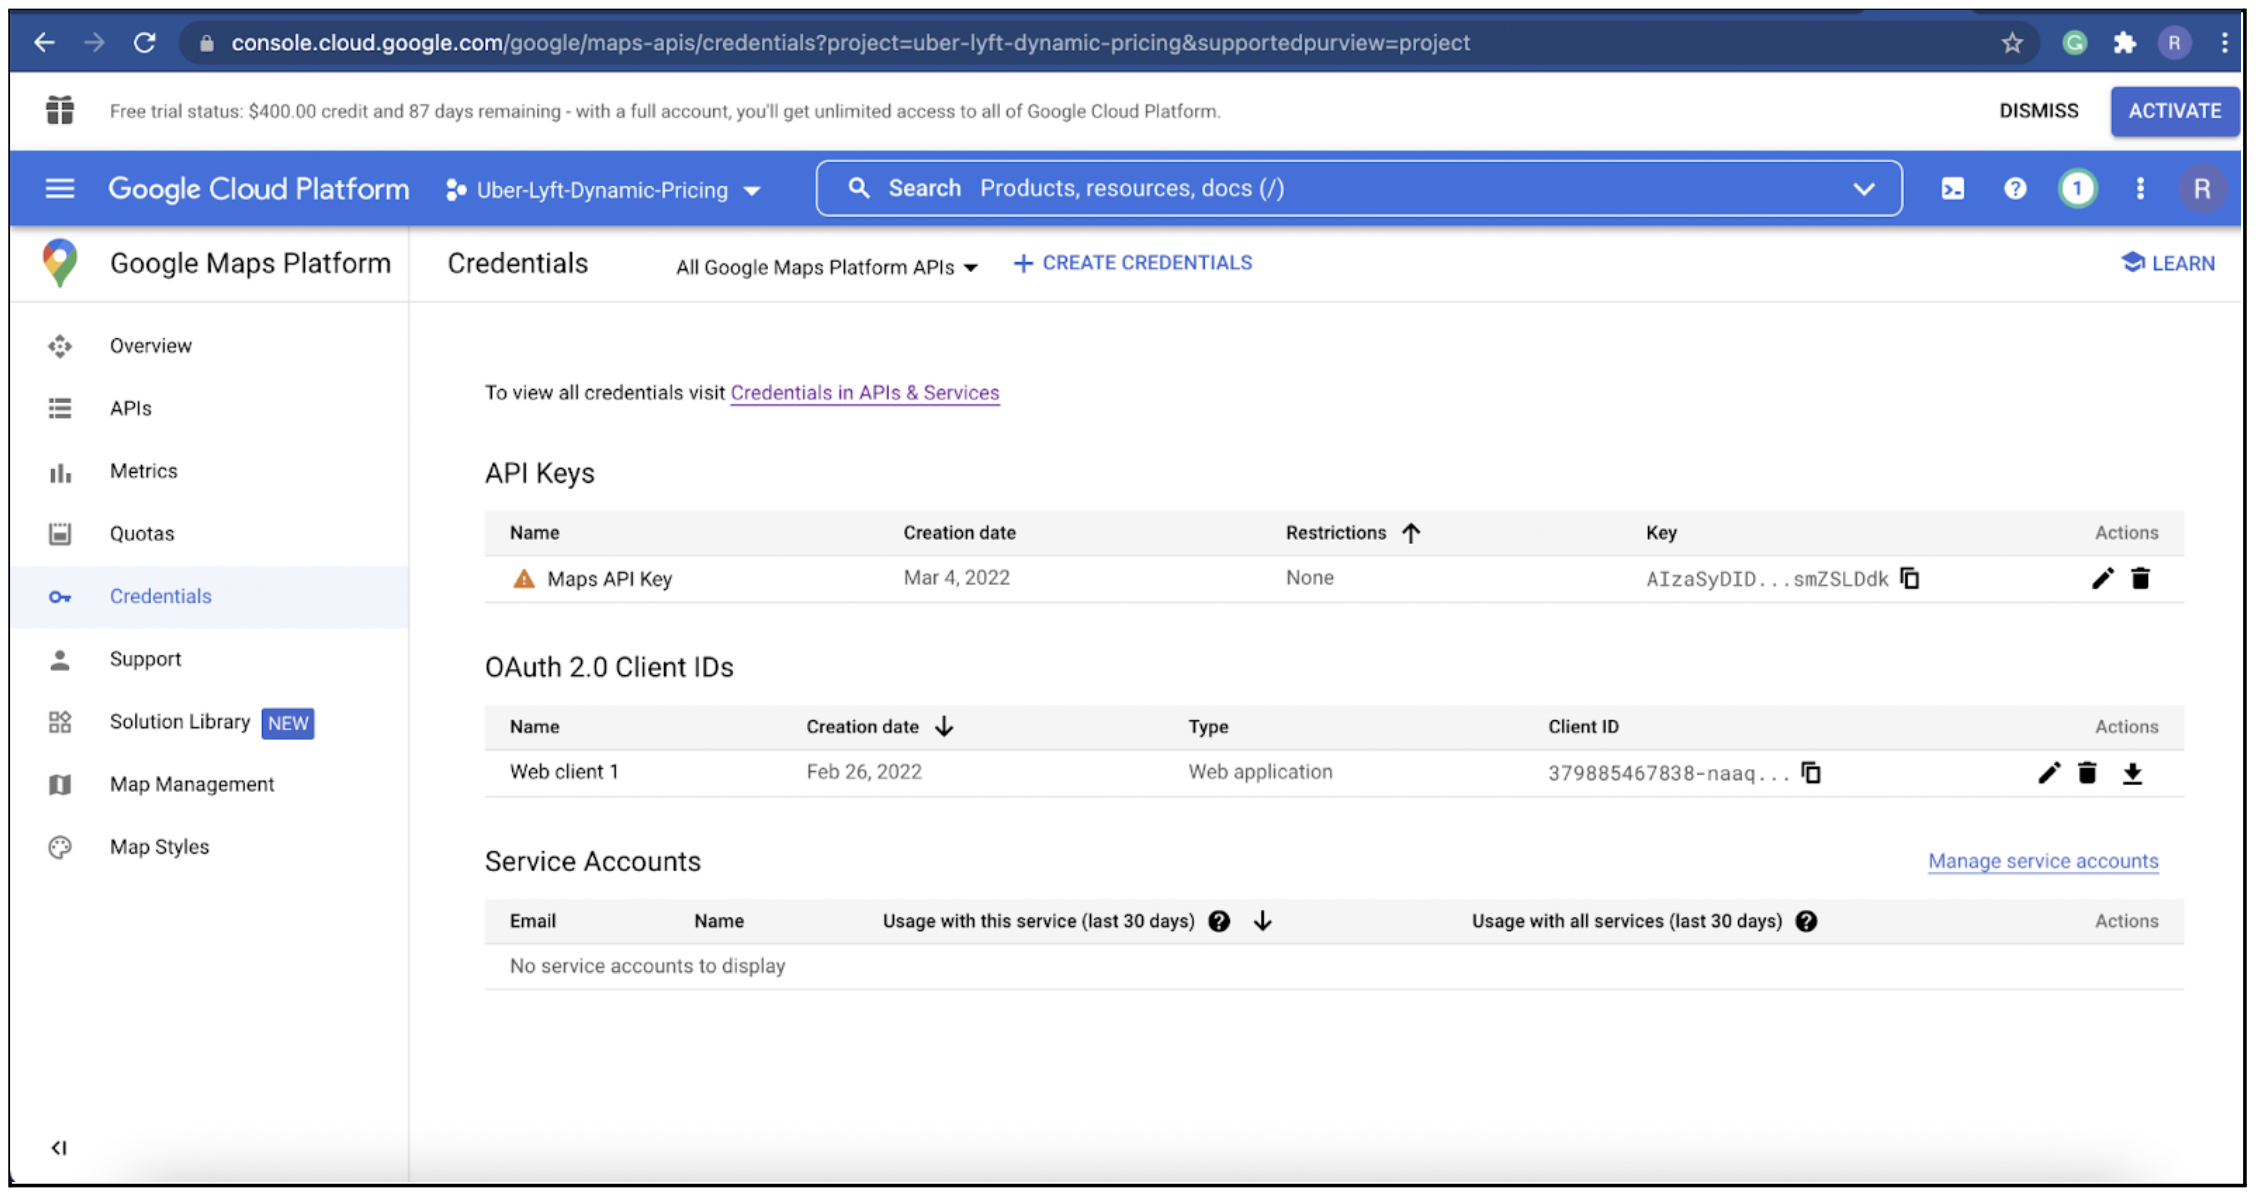 console.cloud.google.com/google/maps-apis/credentials?project=uber-lyft-dynamic-pricing&supportedpurview=project
G
R
Free trial status: $400.00 credit and 87 days remaining - with a full account, you'll get unlimited access to all of Google Cloud Platform.
DISMISS
ACTIVATE
Google Cloud Platform
Uber-Lyft-Dynamic-Pricing
Search Products, resources, docs (/)
1
R
Google Maps Platform
Credentials
All Google Maps Platform APIs
+ CREATE CREDENTIALS
LEARN
Overview
APIs
Metrics
Quotas
Credentials
Support
Solution Library NEW
Map Management
Map Styles
To view all credentials visit Credentials in APIs & Services
API Keys
Name Creation date Restrictions Key Actions
Maps API Key Mar 4, 2022 None AIzaSyDID...smZSLDdk
OAuth 2.0 Client IDs
Name Creation date Type Client ID Actions
Web client 1 Feb 26, 2022 Web application 379885467838-naaq...
Service Accounts
Manage service accounts
Email Name Usage with this service (last 30 days) Usage with all services (last 30 days) Actions
No service accounts to display